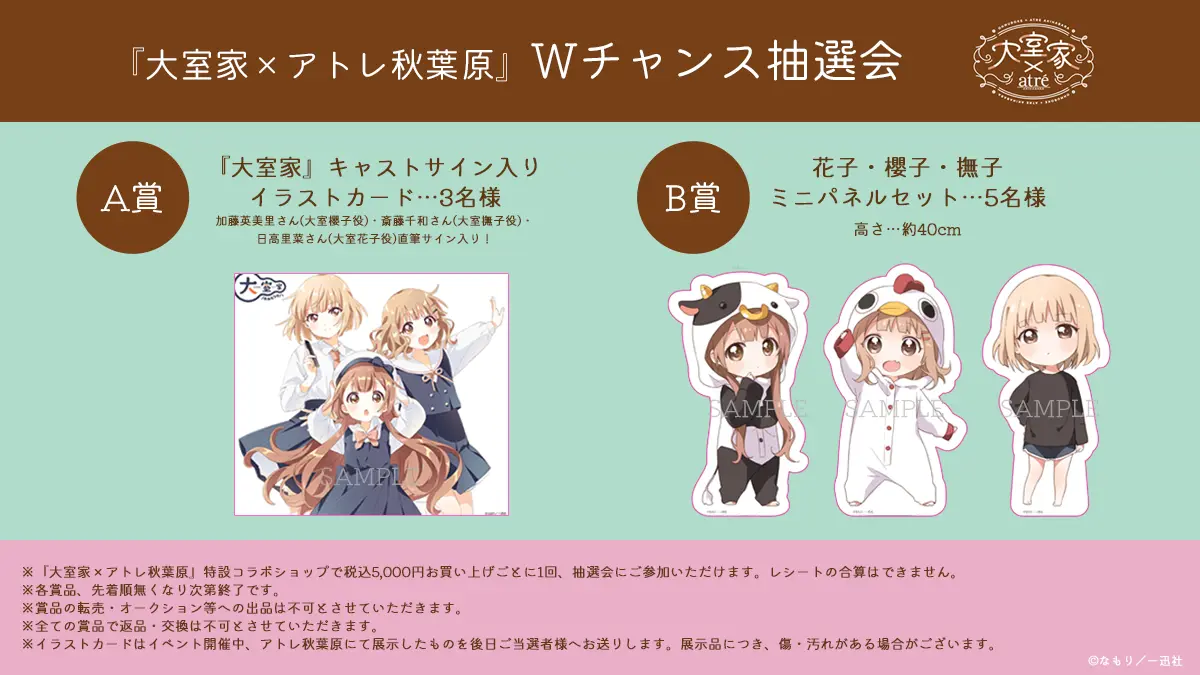 『大室家×アトレ秋葉原』Wチャンス抽選会
大室家
×
atré
A賞
『大室家』キャストサイン入り
イラストカード…3名様
加藤英美里さん(大室櫻子役)・斎藤千和さん(大室撫子役)・
日高里菜さん(大室花子役)直筆サイン入り！
大室家
SAMPLE
B賞
花子・櫻子・撫子
ミニパネルセット…5名様
高さ…約40cm
SAMPLE
SAMPLE
SAMPLE
※『大室家×アトレ秋葉原』特設コラボショップで税込5,000円お買い上げごとに1回、抽選会にご参加いただけます。レシートの合算はできません。
※各賞品、先着順無くなり次第終了です。
※賞品の転売・オークション等への出品は不可とさせていただきます。
※全ての賞品で返品・交換は不可とさせていただきます。
※イラストカードはイベント開催中、アトレ秋葉原にて展示したものを後日ご当選者様へお送りします。展示品につき、傷・汚れがある場合がございます。
©なもり／一迅社